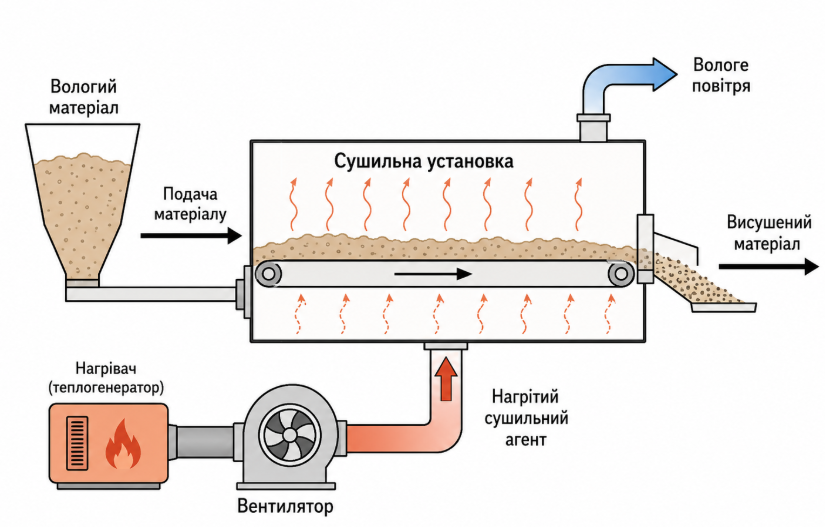 Вологий
матеріал
Вологе
повітря
Сушильна установка
Подача
матеріалу
Висушений
матеріал
Нагрівач
(теплогенератор)
Нагрітий
сушильний
агент
Вентилятор